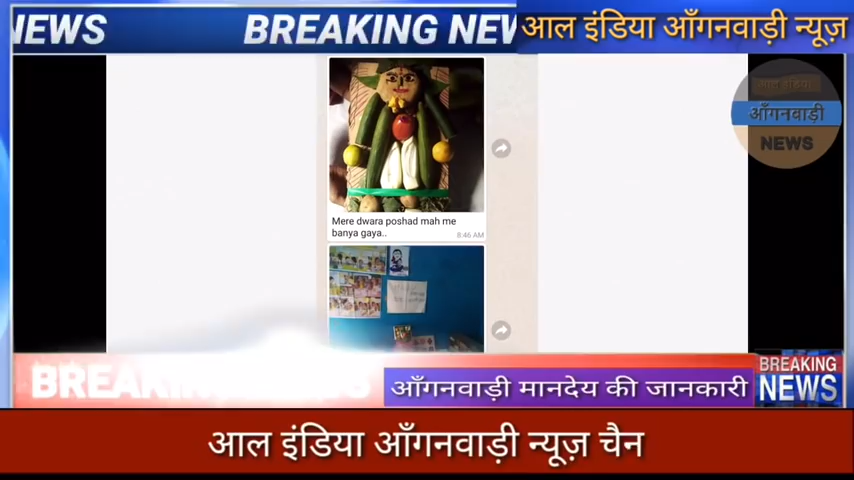 NEWS
BREAKING NEW
आल इंडिया आँगनवाड़ी न्यूज़
आल इंडिया
आँगनवाड़ी
NEWS
Mere dwara poshad mah me
banya gaya..
8:46 AM
BREAKING
आँगनवाड़ी मानदेय की जानकारी
BREAKING
NEWS
आल इंडिया आँगनवाड़ी न्यूज़ चैन